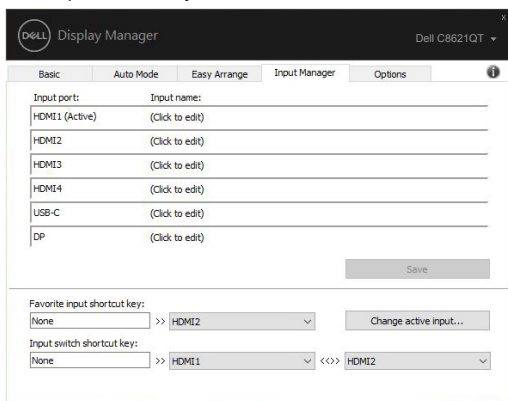 DELL Display Manager
x
Dell C8621QT
Basic Auto Mode Easy Arrange Input Manager Options i
Input port: Input name:
HDMI1 (Active) (Click to edit)
HDMI2 (Click to edit)
HDMI3 (Click to edit)
HDMI4 (Click to edit)
USB-C (Click to edit)
DP (Click to edit)
Save
Favorite input shortcut key:
None >> HDMI2 Change active input...
Input switch shortcut key:
None >> HDMI1 <<>> HDMI2